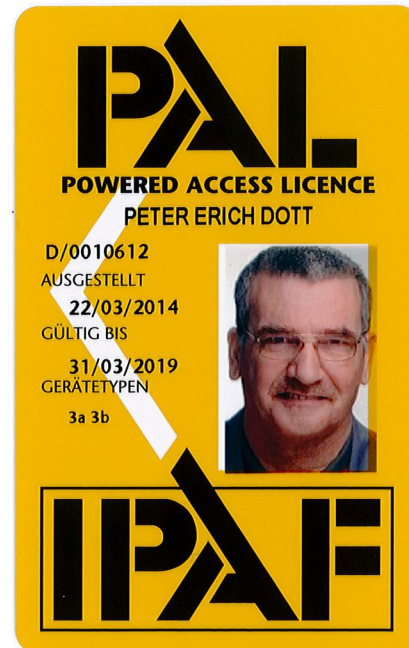 PAL
POWERED ACCESS LICENCE
PETER ERICH DOTT
D/0010612
AUSGESTELLT
22/03/2014
GÜLTIG BIS
31/03/2019
GERÄTETYPEN
3a 3b
IPAF